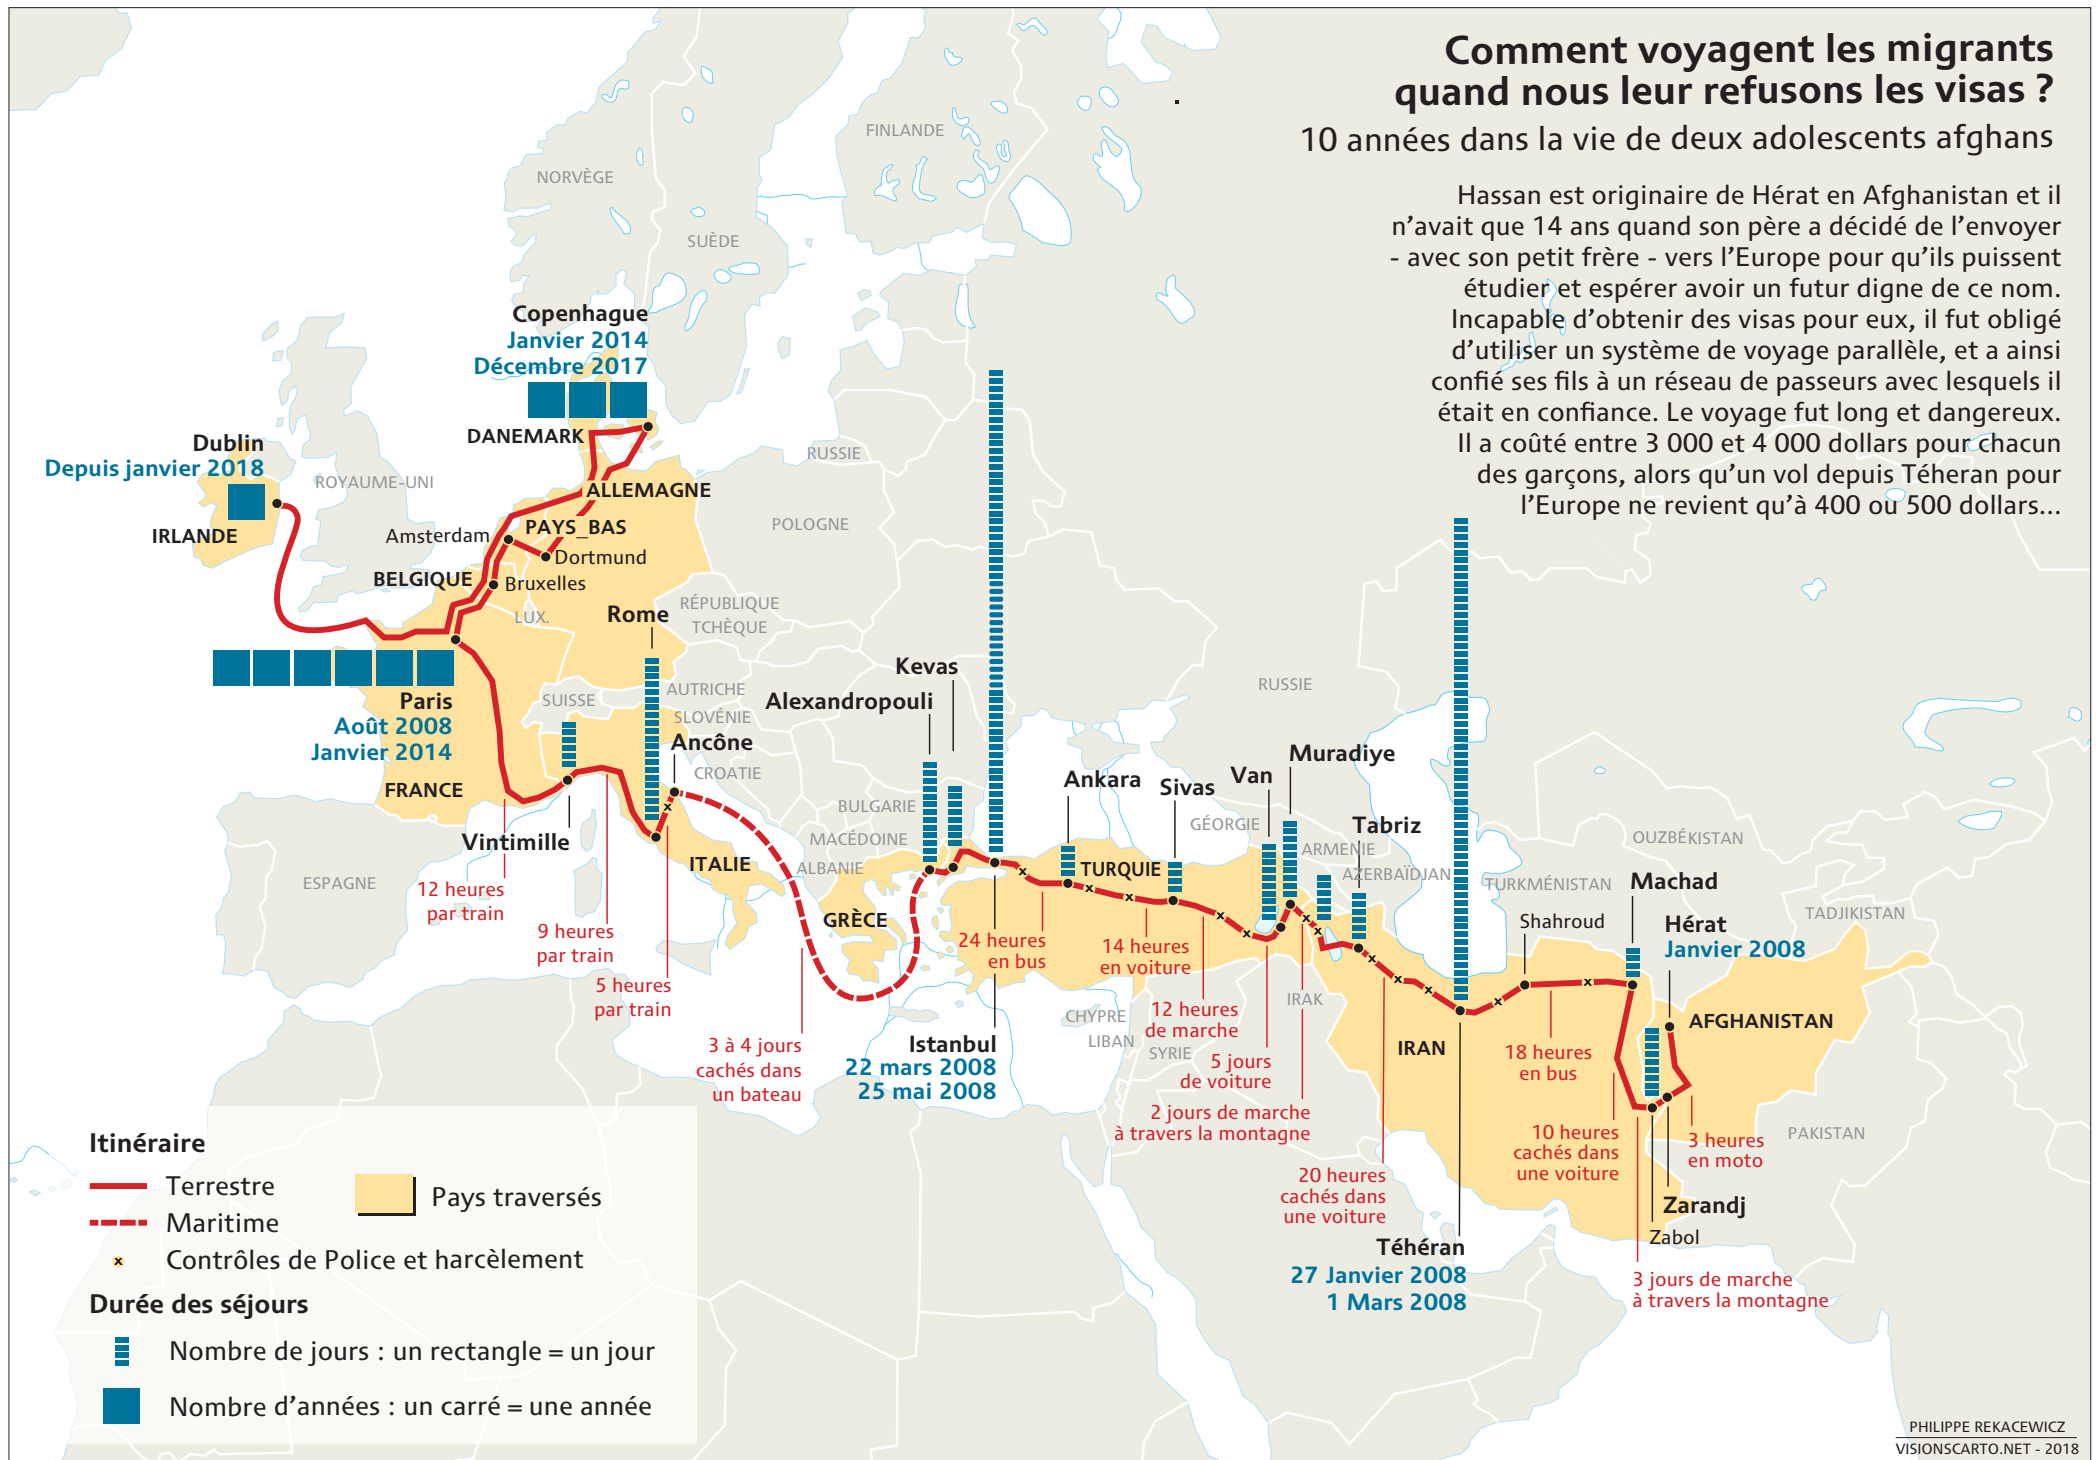 Comment voyagent les migrants
quand nous leur refusons les visas ?
10 années dans la vie de deux adolescents afghans
Hassan est originaire de Hérat en Afghanistan et il
n’avait que 14 ans quand son père a décidé de l’envoyer
- avec son petit frère - vers l’Europe pour qu’ils puissent
étudier et espérer avoir un futur digne de ce nom.
Incapable d’obtenir des visas pour eux, il fut obligé
d’utiliser un système de voyage parallèle, et a ainsi
confié ses fils à un réseau de passeurs avec lesquels il
était en confiance. Le voyage fut long et dangereux.
Il a coûté entre 3 000 et 4 000 dollars pour chacun
des garçons, alors qu’un vol depuis Téheran pour
l’Europe ne revient qu’à 400 ou 500 dollars...
FINLANDE
NORVÈGE
SUÈDE
Copenhague
Janvier 2014
Décembre 2017
DANEMARK
Dublin
Depuis janvier 2018
IRLANDE
ROYAUME-UNI
RUSSIE
POLOGNE
ALLEMAGNE
PAYS_BAS
Amsterdam
Dortmund
BELGIQUE
Bruxelles
LUX.
RÉPUBLIQUE
TCHÈQUE
Rome
Paris
Août 2008
Janvier 2014
FRANCE
SUISSE
AUTRICHE
SLOVÉNIE
Ancône
CROATIE
Vintimille
ITALIE
ESPAGNE
12 heures
par train
9 heures
par train
5 heures
par train
3 à 4 jours
cachés dans
un bateau
Kevas
Alexandropouli
BULGARIE
MACÉDOINE
ALBANIE
GRÈCE
Istanbul
22 mars 2008
25 mai 2008
24 heures
en bus
Ankara
TURQUIE
14 heures
en voiture
Sivas
12 heures
de marche
Van
5 jours
de voiture
Muradiye
2 jours de marche
à travers la montagne
RUSSIE
GÉORGIE
ARMENIE
AZERBAÏDJAN
Tabriz
20 heures
cachés dans
une voiture
CHYPRE
LIBAN
SYRIE
IRAK
IRAN
Téhéran
27 Janvier 2008
1 Mars 2008
TURKMÉNISTAN
OUZBÉKISTAN
TADJIKISTAN
Shahroud
18 heures
en bus
Machad
Hérat
Janvier 2008
AFGHANISTAN
10 heures
cachés dans
une voiture
3 heures
en moto
Zarandj
Zabol
3 jours de marche
à travers la montagne
PAKISTAN
Itinéraire
Terrestre
Maritime
Contrôles de Police et harcèlement
Pays traversés
Durée des séjours
Nombre de jours : un rectangle = un jour
Nombre d’années : un carré = une année
PHILIPPE REKACEWICZ
VISIONSCARTO.NET - 2018